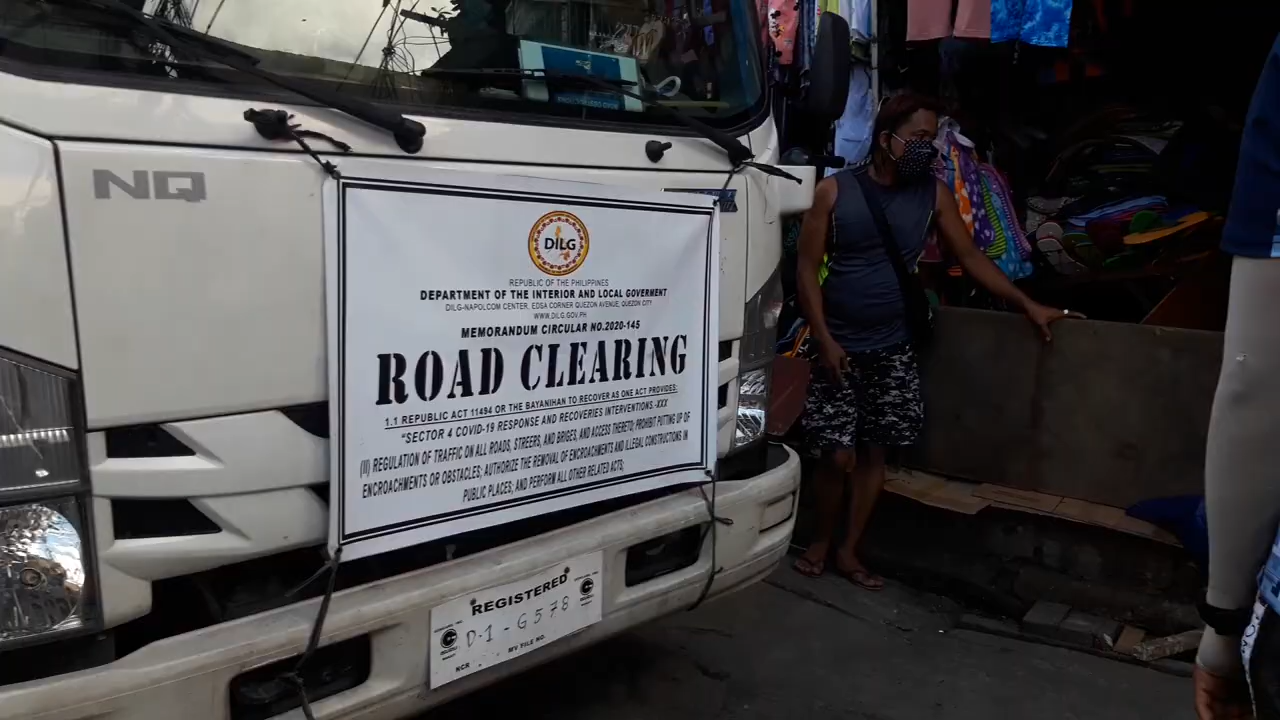 NQ
DILG
REPUBLIC OF THE PHILIPPINES
DEPARTMENT OF THE INTERIOR AND LOCAL GOVERMENT
DILG-NAPOLCOM CENTER, EDSA CORNER QUEZON AVENUE, QUEZON CITY
WWW.DILG.GOV.PH
MEMORANDUM CIRCULAR NO.2020-145
ROAD CLEARING
1.1 REPUBLIC ACT 11494 OR THE BAYANIHAN TO RECOVER AS ONE ACT PROVIDES:
"SECTOR 4 COVID-19 RESPONSE AND RECOVERIES INTERVENTIONS.-XXX
(II) REGULATION OF TRAFFIC ON ALL ROADS, STREERS, AND BRIGES, AND ACCESS THERETO; PROHIBIT PUTTING UP OF
ENCROACHMENTS OR OBSTACLES; AUTHORIZE THE REMOVAL OF ENCROACHMENTS AND ILLEGAL CONSTRUCTIONS IN
PUBLIC PLACES; AND PERFORM ALL OTHER RELATED ACTS;
REGISTERED
D-1-G578
NCR MV FILE NO.